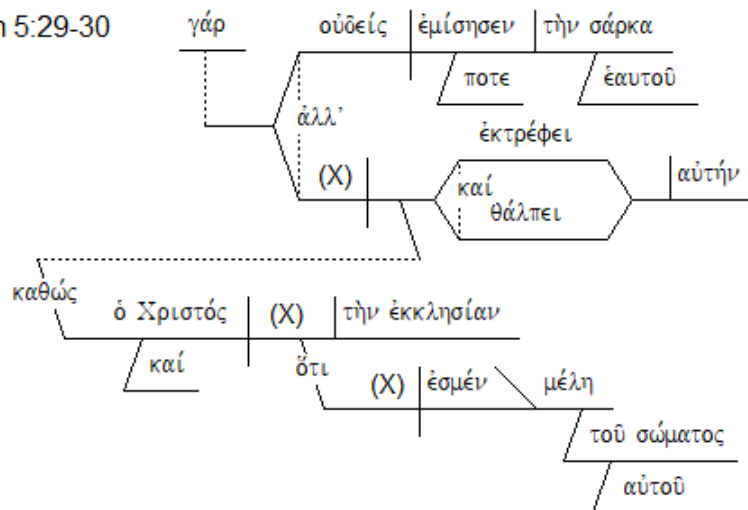 n 5:29-30
γάρ οὐδείς ἐμίσησεν τὴν σάρκα
ποτε ἑαυτοῦ
ἀλλ’
ἐκτρέφει
(X) καί αὐτήν
θάλπει
καθώς
ὁ Χριστός (X) τὴν ἐκκλησίαν
καί ὅτι
(X) ἐσμέν μέλη
τοῦ σώματος
αὐτοῦ